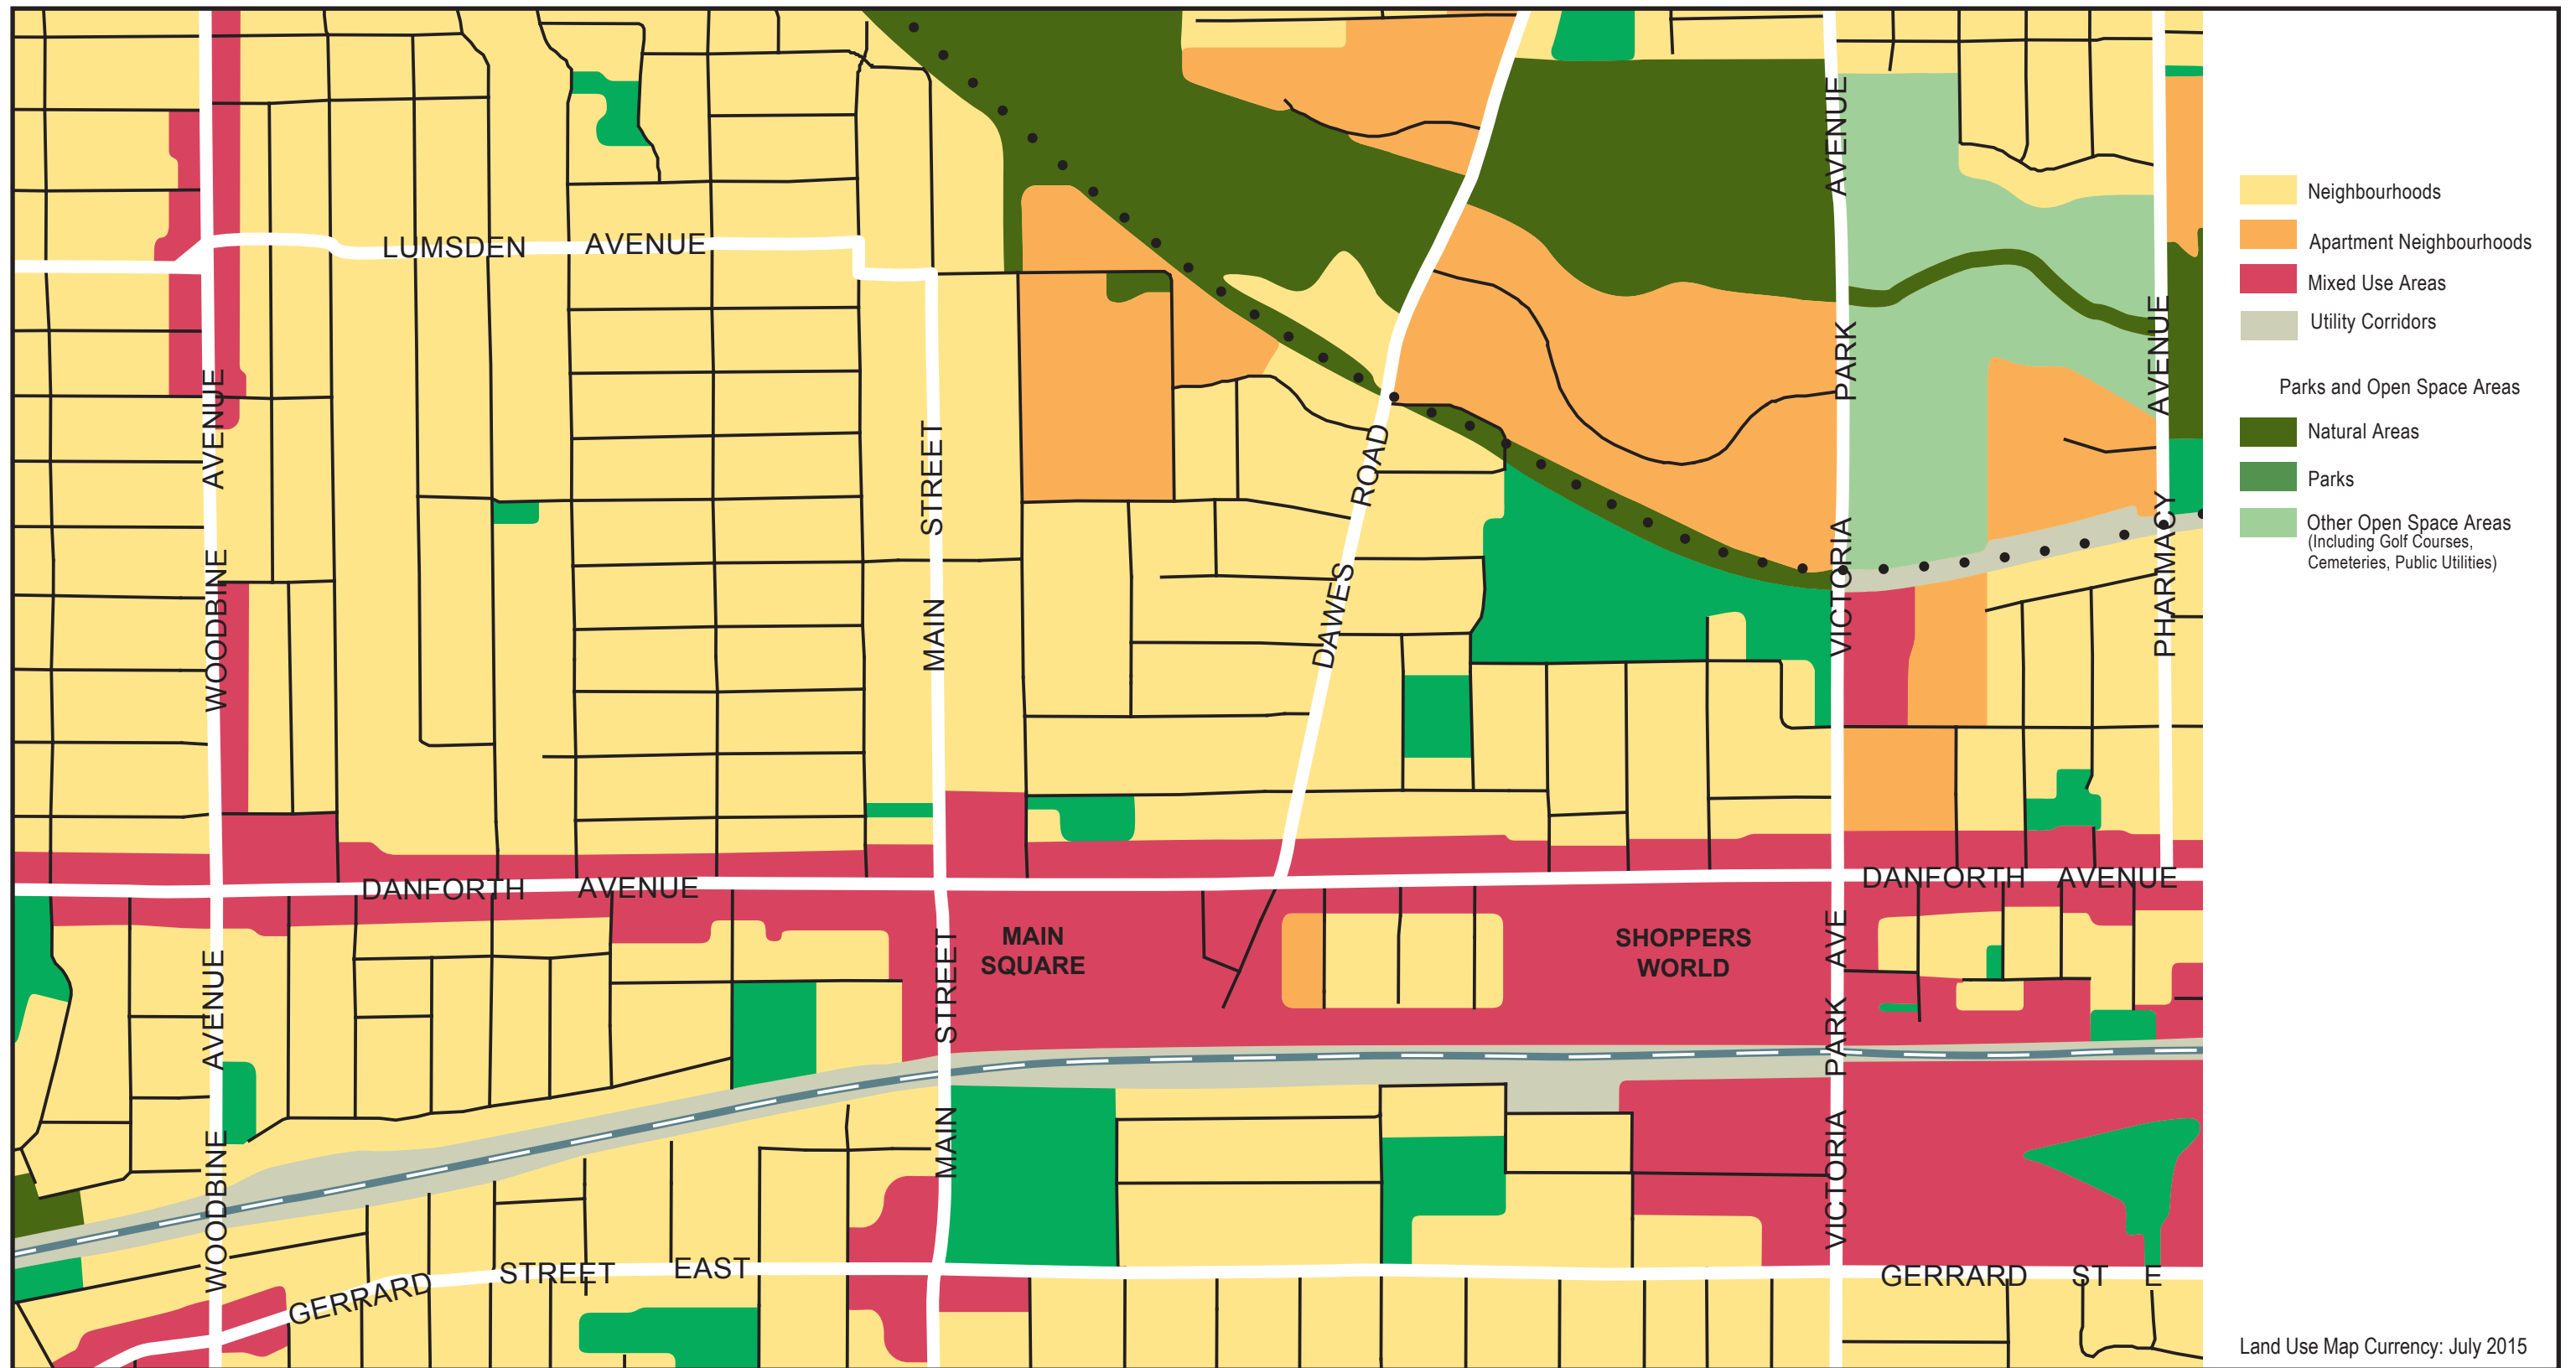 LUMSDEN AVENUE
WOODBINE AVENUE
WOODBINE AVENUE
WOODBINE AVENUE
MAIN STREET
MAIN STREET
DAWES ROAD
VICTORIA PARK AVENUE
VICTORIA PARK AVE
PHARMACY AVENUE
DANFORTH AVENUE
DANFORTH AVENUE
MAIN
SQUARE
SHOPPERS
WORLD
GERRARD STREET EAST
GERRARD ST E
Neighbourhoods
Apartment Neighbourhoods
Mixed Use Areas
Utility Corridors
Parks and Open Space Areas
Natural Areas
Parks
Other Open Space Areas
(Including Golf Courses,
Cemeteries, Public Utilities)
Land Use Map Currency: July 2015